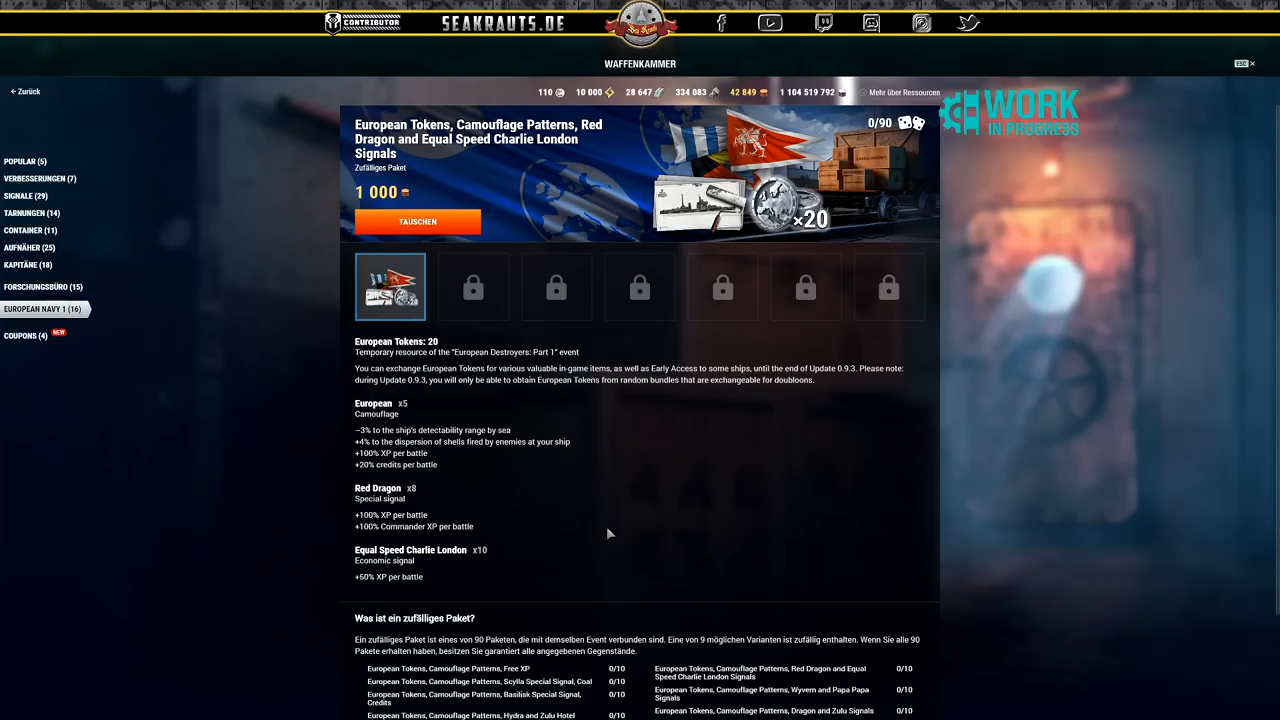 CONTRIBUTOR
SEAKRAUTS.DE
Sea Krauts
WAFFENKAMMER
ESC ×
← Zurück
110
10 000
28 647
334 083
42 849
1 104 519 792
Mehr über Ressourcen
WORK
IN PROGRESS
European Tokens, Camouflage Patterns, Red
Dragon and Equal Speed Charlie London
Signals
Zufälliges Paket
0/90
1 000
TAUSCHEN
×20
POPULAR (5)
VERBESSERUNGEN (7)
SIGNALE (29)
TARNUNGEN (14)
CONTAINER (11)
AUFNÄHER (25)
KAPITÄNE (18)
FORSCHUNGSBÜRO (15)
EUROPEAN NAVY 1 (16)
COUPONS (4) NEW
European Tokens: 20
Temporary resource of the "European Destroyers: Part 1" event
You can exchange European Tokens for various valuable in-game items, as well as Early Access to some ships, until the end of Update 0.9.3. Please note:
during Update 0.9.3, you will only be able to obtain European Tokens from random bundles that are exchangeable for doubloons.
European x5
Camouflage
–3% to the ship's detectability range by sea
+4% to the dispersion of shells fired by enemies at your ship
+100% XP per battle
+20% credits per battle
Red Dragon x8
Special signal
+100% XP per battle
+100% Commander XP per battle
Equal Speed Charlie London x10
Economic signal
+50% XP per battle
Was ist ein zufälliges Paket?
Ein zufälliges Paket ist eines von 90 Paketen, die mit demselben Event verbunden sind. Eine von 9 möglichen Varianten ist zufällig enthalten. Wenn Sie alle 90
Pakete erhalten haben, besitzen Sie garantiert alle angegebenen Gegenstände.
European Tokens, Camouflage Patterns, Free XP 0/10
European Tokens, Camouflage Patterns, Scylla Special Signal, Coal 0/10
European Tokens, Camouflage Patterns, Basilisk Special Signal, 0/10
Credits
European Tokens, Camouflage Patterns, Hydra and Zulu Hotel 0/10
European Tokens, Camouflage Patterns, Red Dragon and Equal 0/10
Speed Charlie London Signals
European Tokens, Camouflage Patterns, Wyvern and Papa Papa 0/10
Signals
European Tokens, Camouflage Patterns, Dragon and Zulu Signals 0/10